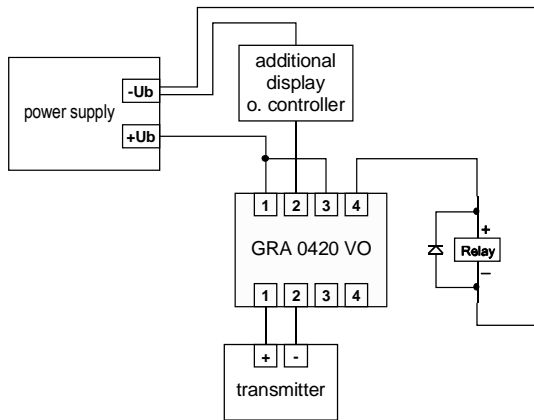 additional
display
o. controller
-Ub
power supply
+Ub
1 2 3 4
GRA 0420 VO
1 2 3 4
+
Relay
–
+ -
transmitter